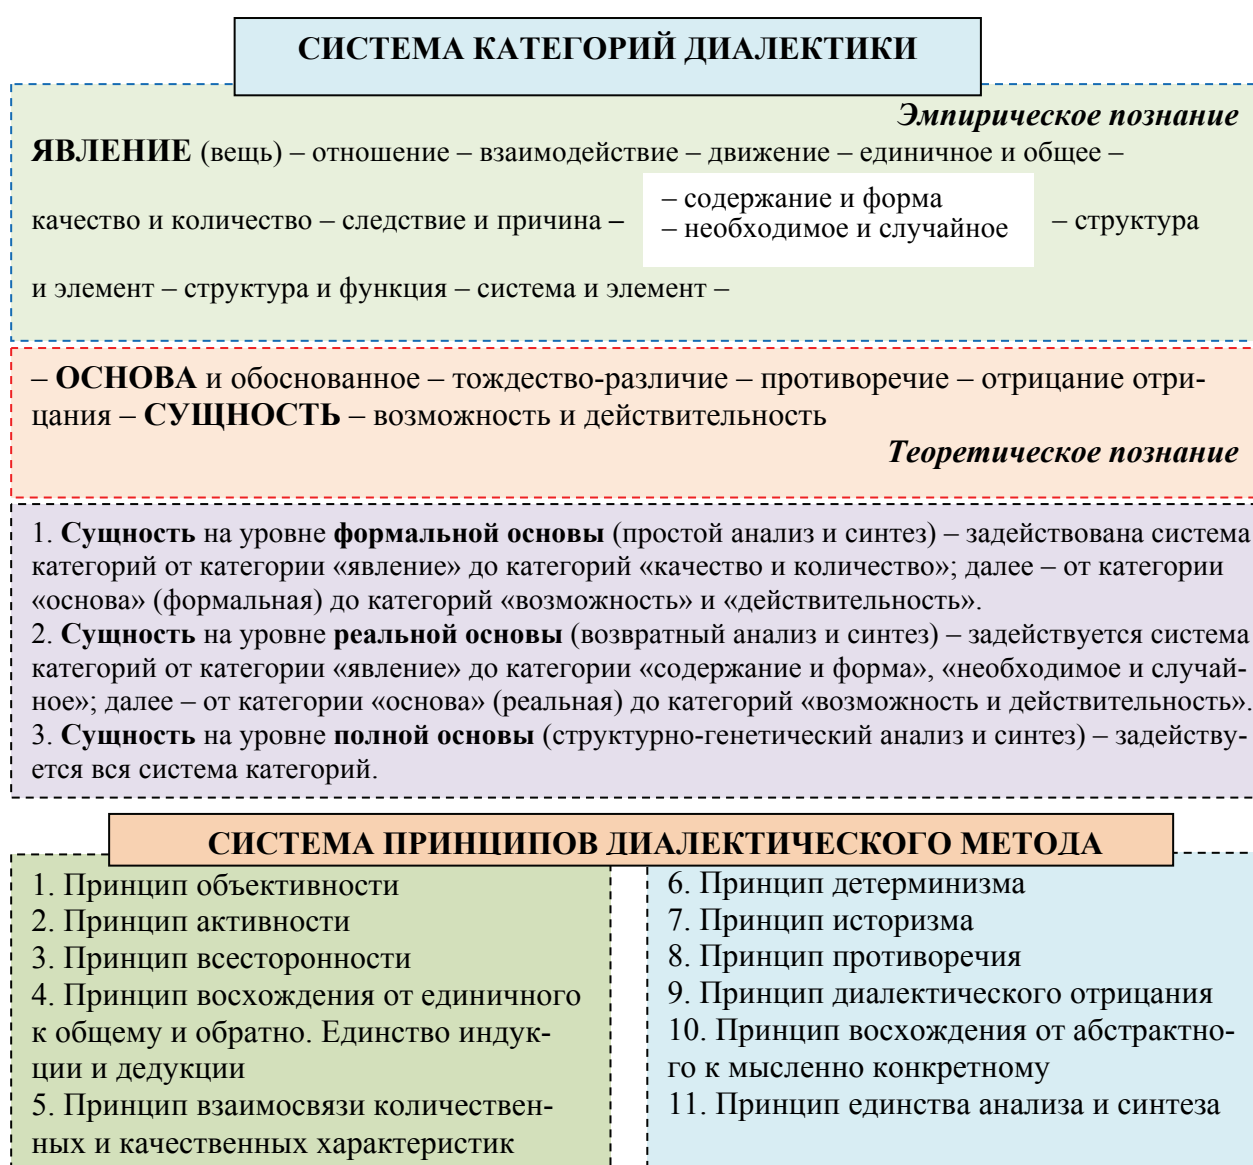 СИСТЕМА КАТЕГОРИЙ ДИАЛЕКТИКИ
Эмпирическое познание
ЯВЛЕНИЕ (вещь) – отношение – взаимодействие – движение – единичное и общее –
качество и количество – следствие и причина –
– содержание и форма
– необходимое и случайное
– структура
и элемент – структура и функция – система и элемент –
– ОСНОВА и обоснованное – тождество-различие – противоречие – отрицание отри-
цания – СУЩНОСТЬ – возможность и действительность
Теоретическое познание
1. Сущность на уровне формальной основы (простой анализ и синтез) – задействована система
категорий от категории «явление» до категорий «качество и количество»; далее – от категории
«основа» (формальная) до категорий «возможность» и «действительность».
2. Сущность на уровне реальной основы (возвратный анализ и синтез) – задействуется система
категорий от категории «явление» до категории «содержание и форма», «необходимое и случай-
ное»; далее – от категории «основа» (реальная) до категорий «возможность и действительность».
3. Сущность на уровне полной основы (структурно-генетический анализ и синтез) – задейству-
ется вся система категорий.
СИСТЕМА ПРИНЦИПОВ ДИАЛЕКТИЧЕСКОГО МЕТОДА
1. Принцип объективности
2. Принцип активности
3. Принцип всесторонности
4. Принцип восхождения от единичного
к общему и обратно. Единство индук-
ции и дедукции
5. Принцип взаимосвязи количествен-
ных и качественных характеристик
6. Принцип детерминизма
7. Принцип историзма
8. Принцип противоречия
9. Принцип диалектического отрицания
10. Принцип восхождения от абстрактно-
го к мысленно конкретному
11. Принцип единства анализа и синтеза